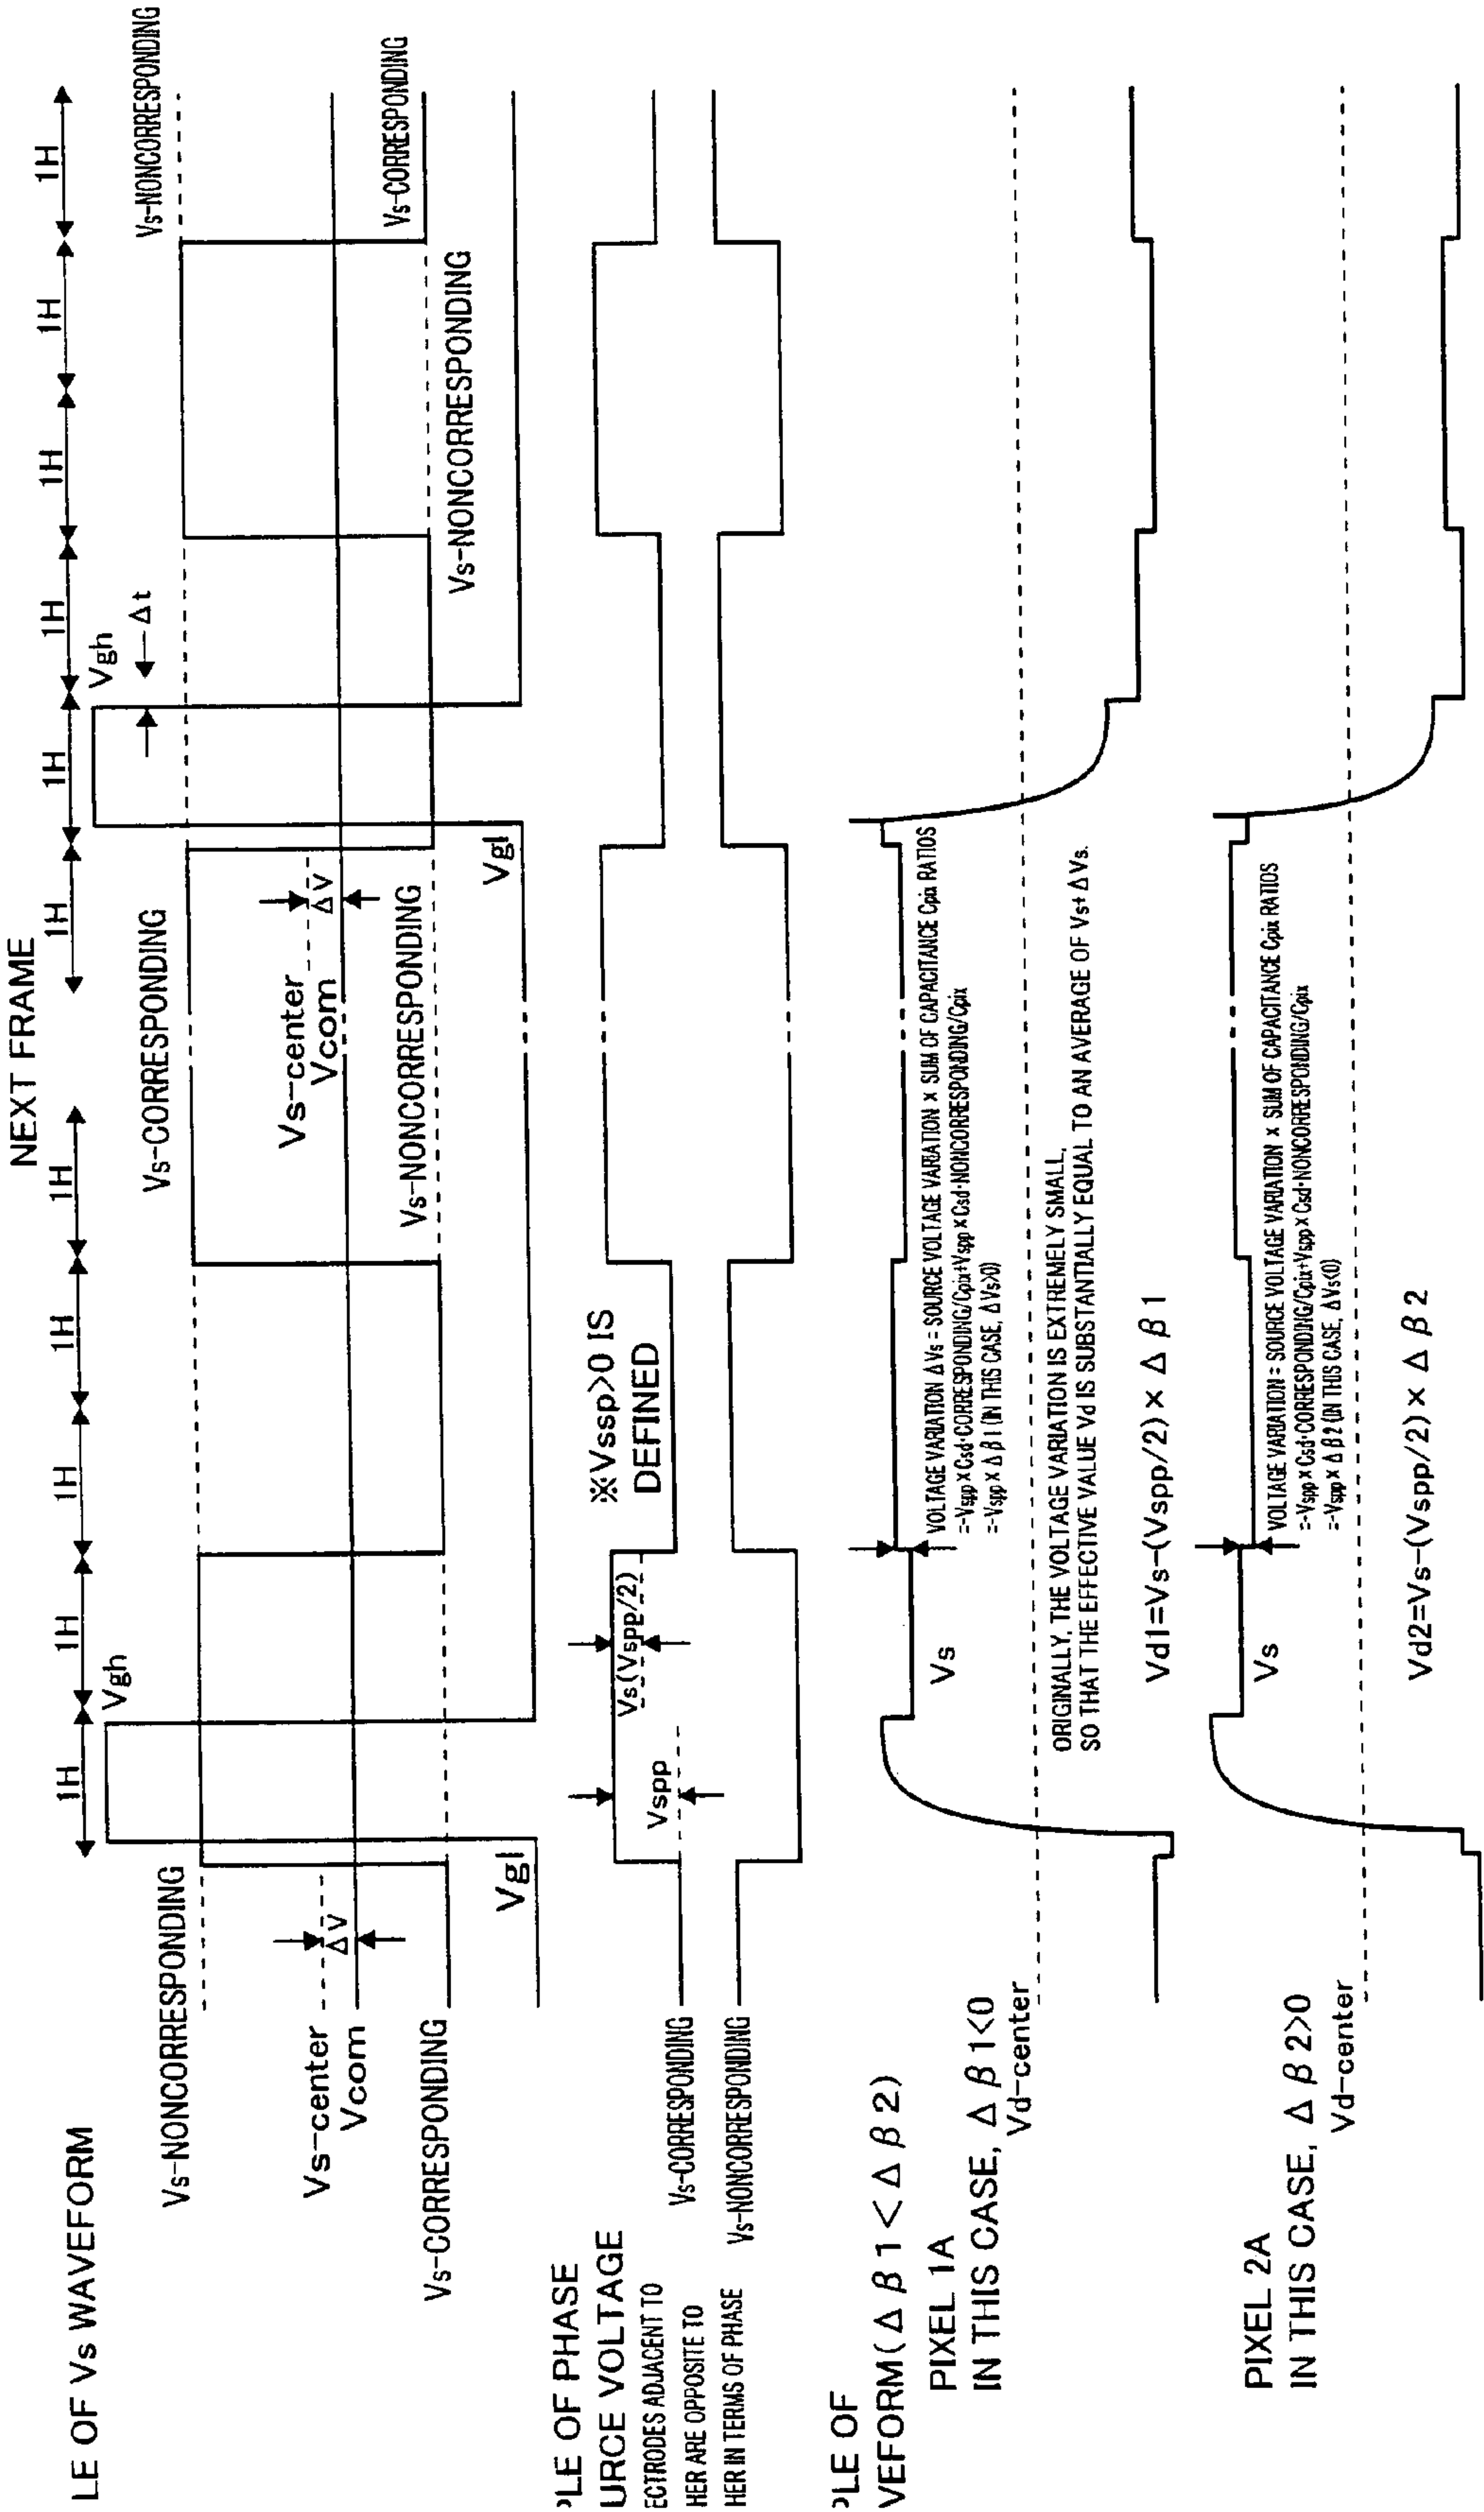 LE OF Vs WAVEFORM
NEXT FRAME
1H
1H
1H
1H
1H
1H
1H
1H
1H
1H
1H
Vgh
Vgh
Δt
Vs-NONCORRESPONDING
Vs-CORRESPONDING
Vs-NONCORRESPONDING
Vs-center
ΔV
Vcom
Vs-center
ΔV
Vcom
Vs-CORRESPONDING
Vs-NONCORRESPONDING
Vs-NONCORRESPONDING
Vs-CORRESPONDING
Vgl
Vgl
PLE OF PHASE
URCE VOLTAGE
ECTRODES ADJACENT TO
HER ARE OPPOSITE TO
HER IN TERMS OF PHASE
Vs-CORRESPONDING
Vs-NONCORRESPONDING
Vspp
Vs(Vspp/2)
※Vssp>0 IS
DEFINED
PLE OF
VEFORM(Δβ1<Δβ2)
PIXEL 1A
IN THIS CASE, Δβ1<0
Vd-center
Vs
VOLTAGE VARIATION ΔVs = SOURCE VOLTAGE VARIATION × SUM OF CAPACITANCE Cpix RATIOS
=-Vspp×Csd·CORRESPONDING/Cpix+Vspp×Csd·NONCORRESPONDING/Cpix
=-Vspp×Δβ1(IN THIS CASE, ΔVs>0)
ORIGINALLY, THE VOLTAGE VARIATION IS EXTREMELY SMALL,
SO THAT THE EFFECTIVE VALUE Vd IS SUBSTANTIALLY EQUAL TO AN AVERAGE OF Vs+ΔVs.
Vd1=Vs-(Vspp/2)×Δβ1
PIXEL 2A
IN THIS CASE, Δβ2>0
Vd-center
Vs
VOLTAGE VARIATION = SOURCE VOLTAGE VARIATION × SUM OF CAPACITANCE Cpix RATIOS
=-Vspp×Csd·CORRESPONDING/Cpix+Vspp×Csd·NONCORRESPONDING/Cpix
=-Vspp×Δβ2(IN THIS CASE, ΔVs<0)
Vd2=Vs-(Vspp/2)×Δβ2